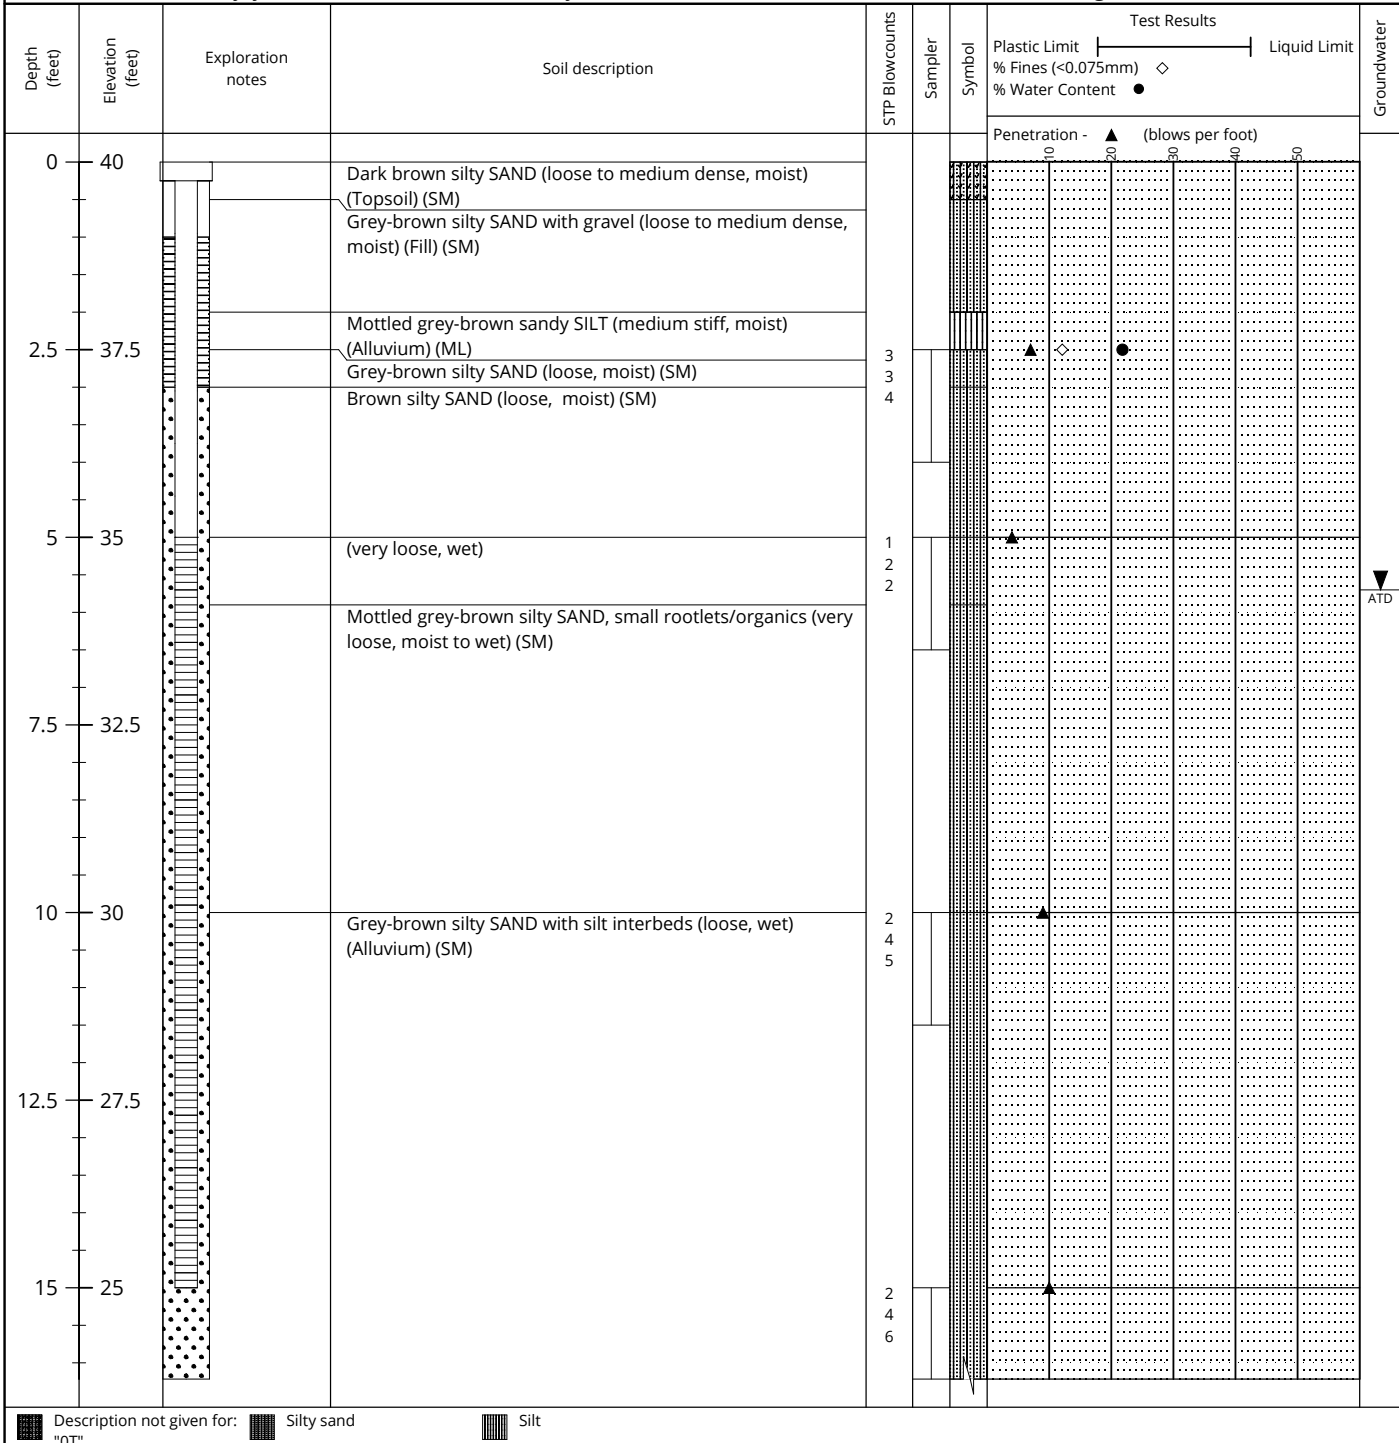 Depth
(feet)
Elevation
(feet)
Exploration
notes
Soil description
STP Blowcounts
Sampler
Symbol
Test Results
Plastic Limit Liquid Limit
% Fines (<0.075mm)
% Water Content
Groundwater
Penetration - (blows per foot)
10 20 30 40 50
0 40
Dark brown silty SAND (loose to medium dense, moist)
(Topsoil) (SM)
Grey-brown silty SAND with gravel (loose to medium dense,
moist) (Fill) (SM)
Mottled grey-brown sandy SILT (medium stiff, moist)
(Alluvium) (ML)
2.5 37.5
3
Grey-brown silty SAND (loose, moist) (SM)
3
Brown silty SAND (loose, moist) (SM)
4
5 35
(very loose, wet)
1
2
2
ATD
Mottled grey-brown silty SAND, small rootlets/organics (very
loose, moist to wet) (SM)
7.5 32.5
10 30
Grey-brown silty SAND with silt interbeds (loose, wet)
(Alluvium) (SM)
2
4
5
12.5 27.5
15 25
2
4
6
Description not given for:
"0T"
Silty sand
Silt